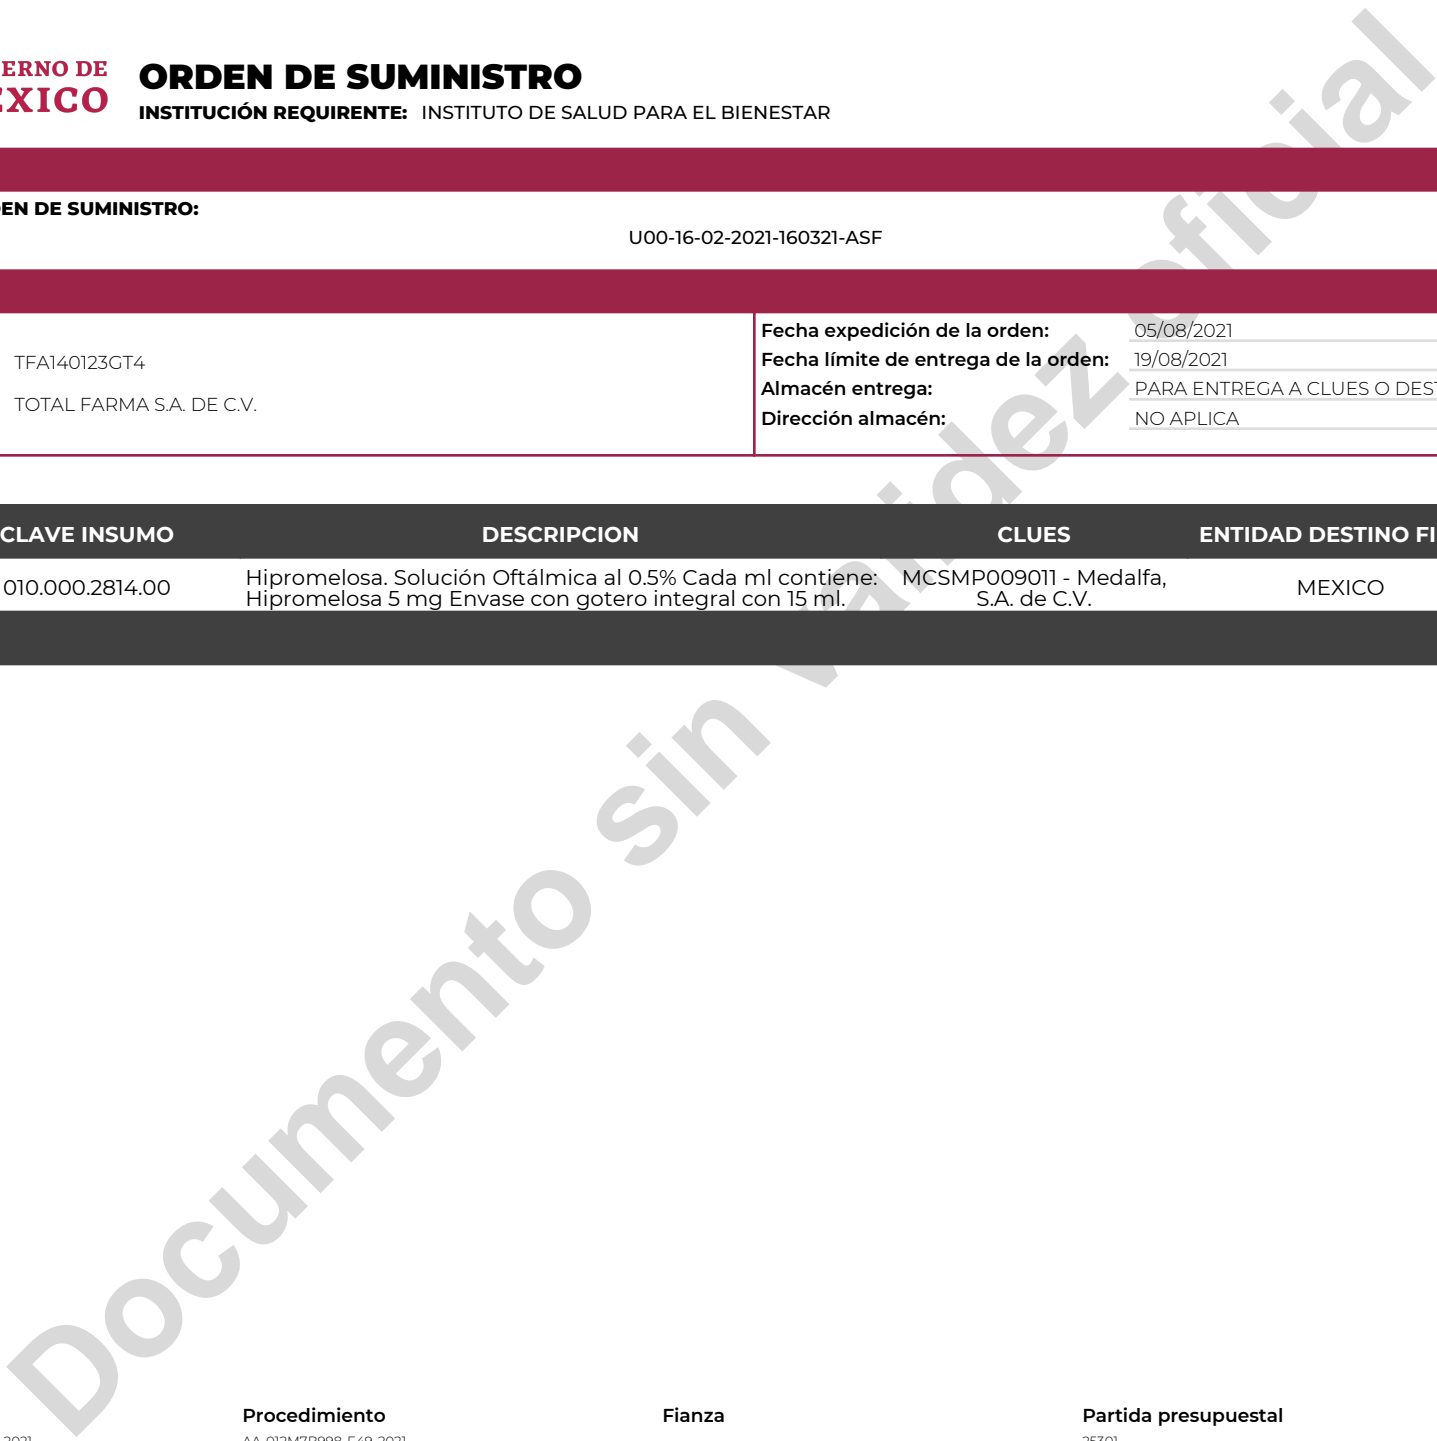 ERNO DE
XICO
ORDEN DE SUMINISTRO
INSTITUCIÓN REQUIRENTE: INSTITUTO DE SALUD PARA EL BIENESTAR
EN DE SUMINISTRO:
U00-16-02-2021-160321-ASF
TFA140123GT4
TOTAL FARMA S.A. DE C.V.
Fecha expedición de la orden: 05/08/2021
Fecha límite de entrega de la orden: 19/08/2021
Almacén entrega: PARA ENTREGA A CLUES O DEST
Dirección almacén: NO APLICA
CLAVE INSUMO DESCRIPCION CLUES ENTIDAD DESTINO FI
010.000.2814.00 Hipromelosa. Solución Oftálmica al 0.5% Cada ml contiene: MCSMP009011 - Medalfa, MEXICO
Hipromelosa 5 mg Envase con gotero integral con 15 ml. S.A. de C.V.
Documento sin validez oficial
Procedimiento Fianza Partida presupuestal